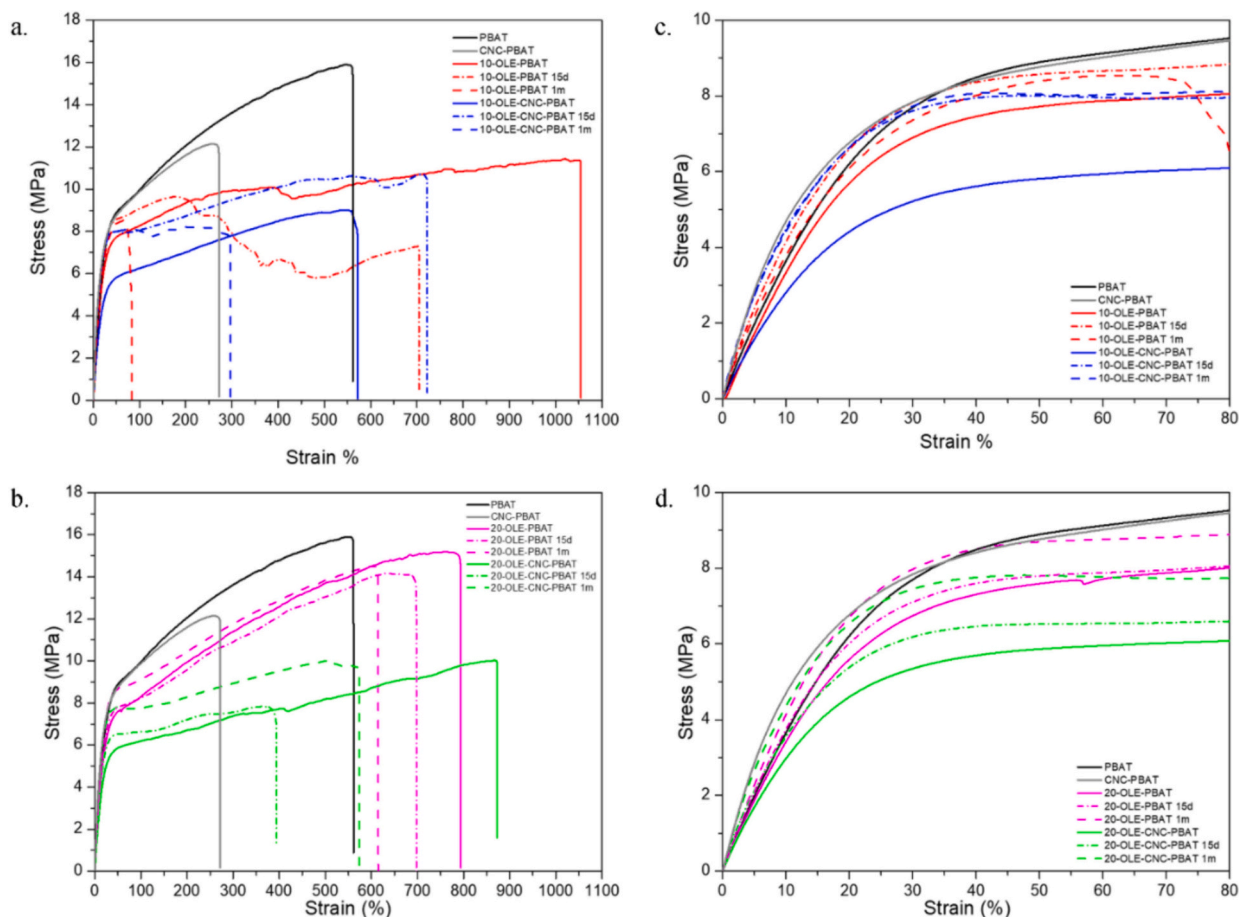 a.
18
16
14
12
10
8
6
4
2
0
Stress (MPa)
PBAT
CNC-PBAT
10-OLE-PBAT
10-OLE-PBAT 15d
10-OLE-PBAT 1m
10-OLE-CNC-PBAT
10-OLE-CNC-PBAT 15d
10-OLE-CNC-PBAT 1m
0 100 200 300 400 500 600 700 800 900 1000 1100
Strain %
c.
10
8
6
4
2
0
Stress (MPa)
PBAT
CNC-PBAT
10-OLE-PBAT
10-OLE-PBAT 15d
10-OLE-PBAT 1m
10-OLE-CNC-PBAT
10-OLE-CNC-PBAT 15d
10-OLE-CNC-PBAT 1m
0 10 20 30 40 50 60 70 80
Strain %
b.
18
16
14
12
10
8
6
4
2
0
Stress (MPa)
PBAT
CNC-PBAT
20-OLE-PBAT
20-OLE-PBAT 15d
20-OLE-PBAT 1m
20-OLE-CNC-PBAT
20-OLE-CNC-PBAT 15d
20-OLE-CNC-PBAT 1m
0 100 200 300 400 500 600 700 800 900 1000 1100
Strain (%)
d.
10
8
6
4
2
0
Stress (MPa)
PBAT
CNC-PBAT
20-OLE-PBAT
20-OLE-PBAT 15d
20-OLE-PBAT 1m
20-OLE-CNC-PBAT
20-OLE-CNC-PBAT 15d
20-OLE-CNC-PBAT 1m
0 10 20 30 40 50 60 70 80
Strain (%)